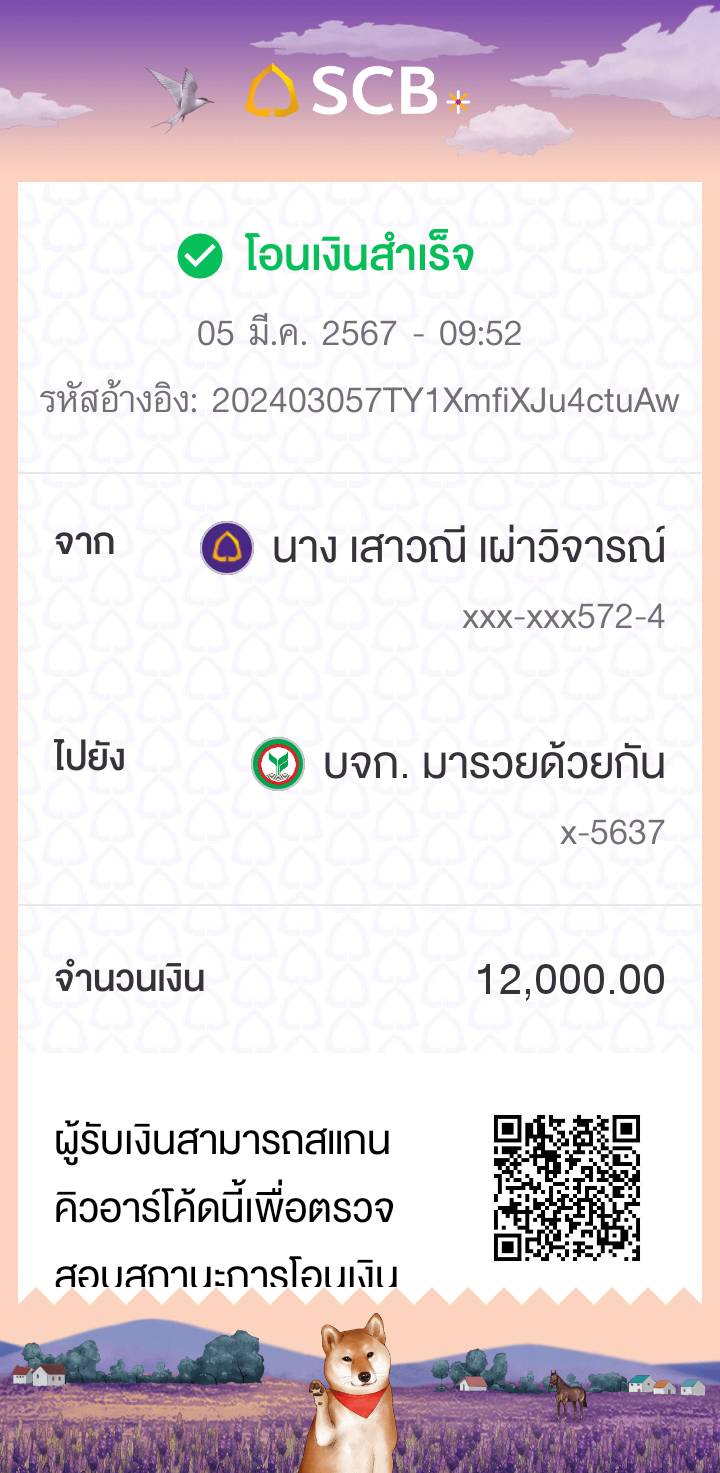 SCB
โอนเงินสำเร็จ
05 มี.ค. 2567 - 09:52
รหัสอ้างอิง: 202403057TY1XmfiXJu4ctuAw
จาก
นาง เสาวณี เผ่าวิจารณ์
xxx-xxx572-4
ไปยัง
บจก. มารวยด้วยกัน
x-5637
จำนวนเงิน 12,000.00
ผู้รับเงินสามารถสแกน
คิวอาร์โค้ดนี้เพื่อตรวจ
สอบสถานะการโอนเงิน